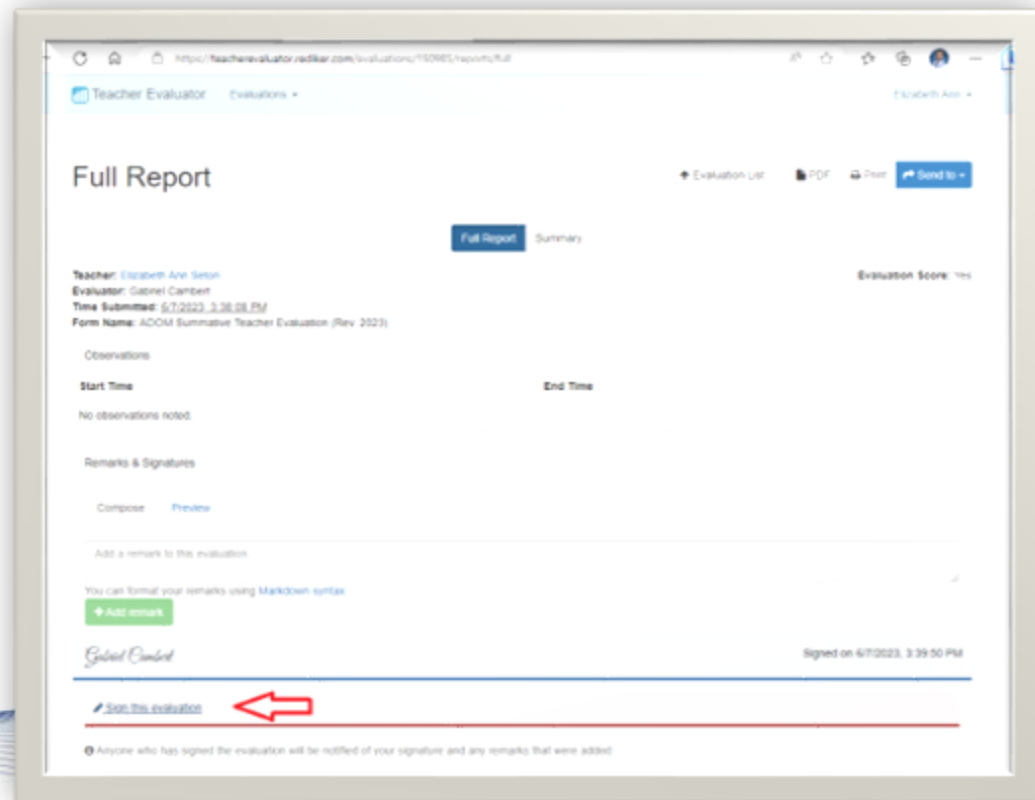 https://teacherevaluator.rediker.com/evaluations/150985/reports/full
Teacher Evaluator Evaluations Elizabeth Ann
Full Report Evaluation List PDF Print Send to
Full Report Summary
Teacher: Elizabeth Ann Seton Evaluation Score: Yes
Evaluator: Gabriel Cambert
Time Submitted: 6/7/2023, 3:38:08 PM
Form Name: ADOM Summative Teacher Evaluation (Rev. 2023)
Observations
Start Time End Time
No observations noted.
Remarks & Signatures
Compose Preview
Add a remark to this evaluation
You can format your remarks using Markdown syntax
+Add remark
Gabriel Cambert Signed on 6/7/2023, 3:39:50 PM
Sign this evaluation
Anyone who has signed the evaluation will be notified of your signature and any remarks that were added